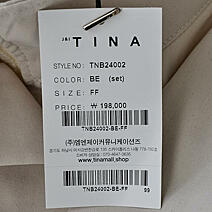 J&I
TINA
STYLE NO : TNB24002
COLOR: BE (set)
SIZE: FF
PRICE: ₩ 198,000
TNB24002-BE-FF
(주)엠엔제이커뮤니케이션즈
www.tinamall.shop
TNB24002-BE-FF
99